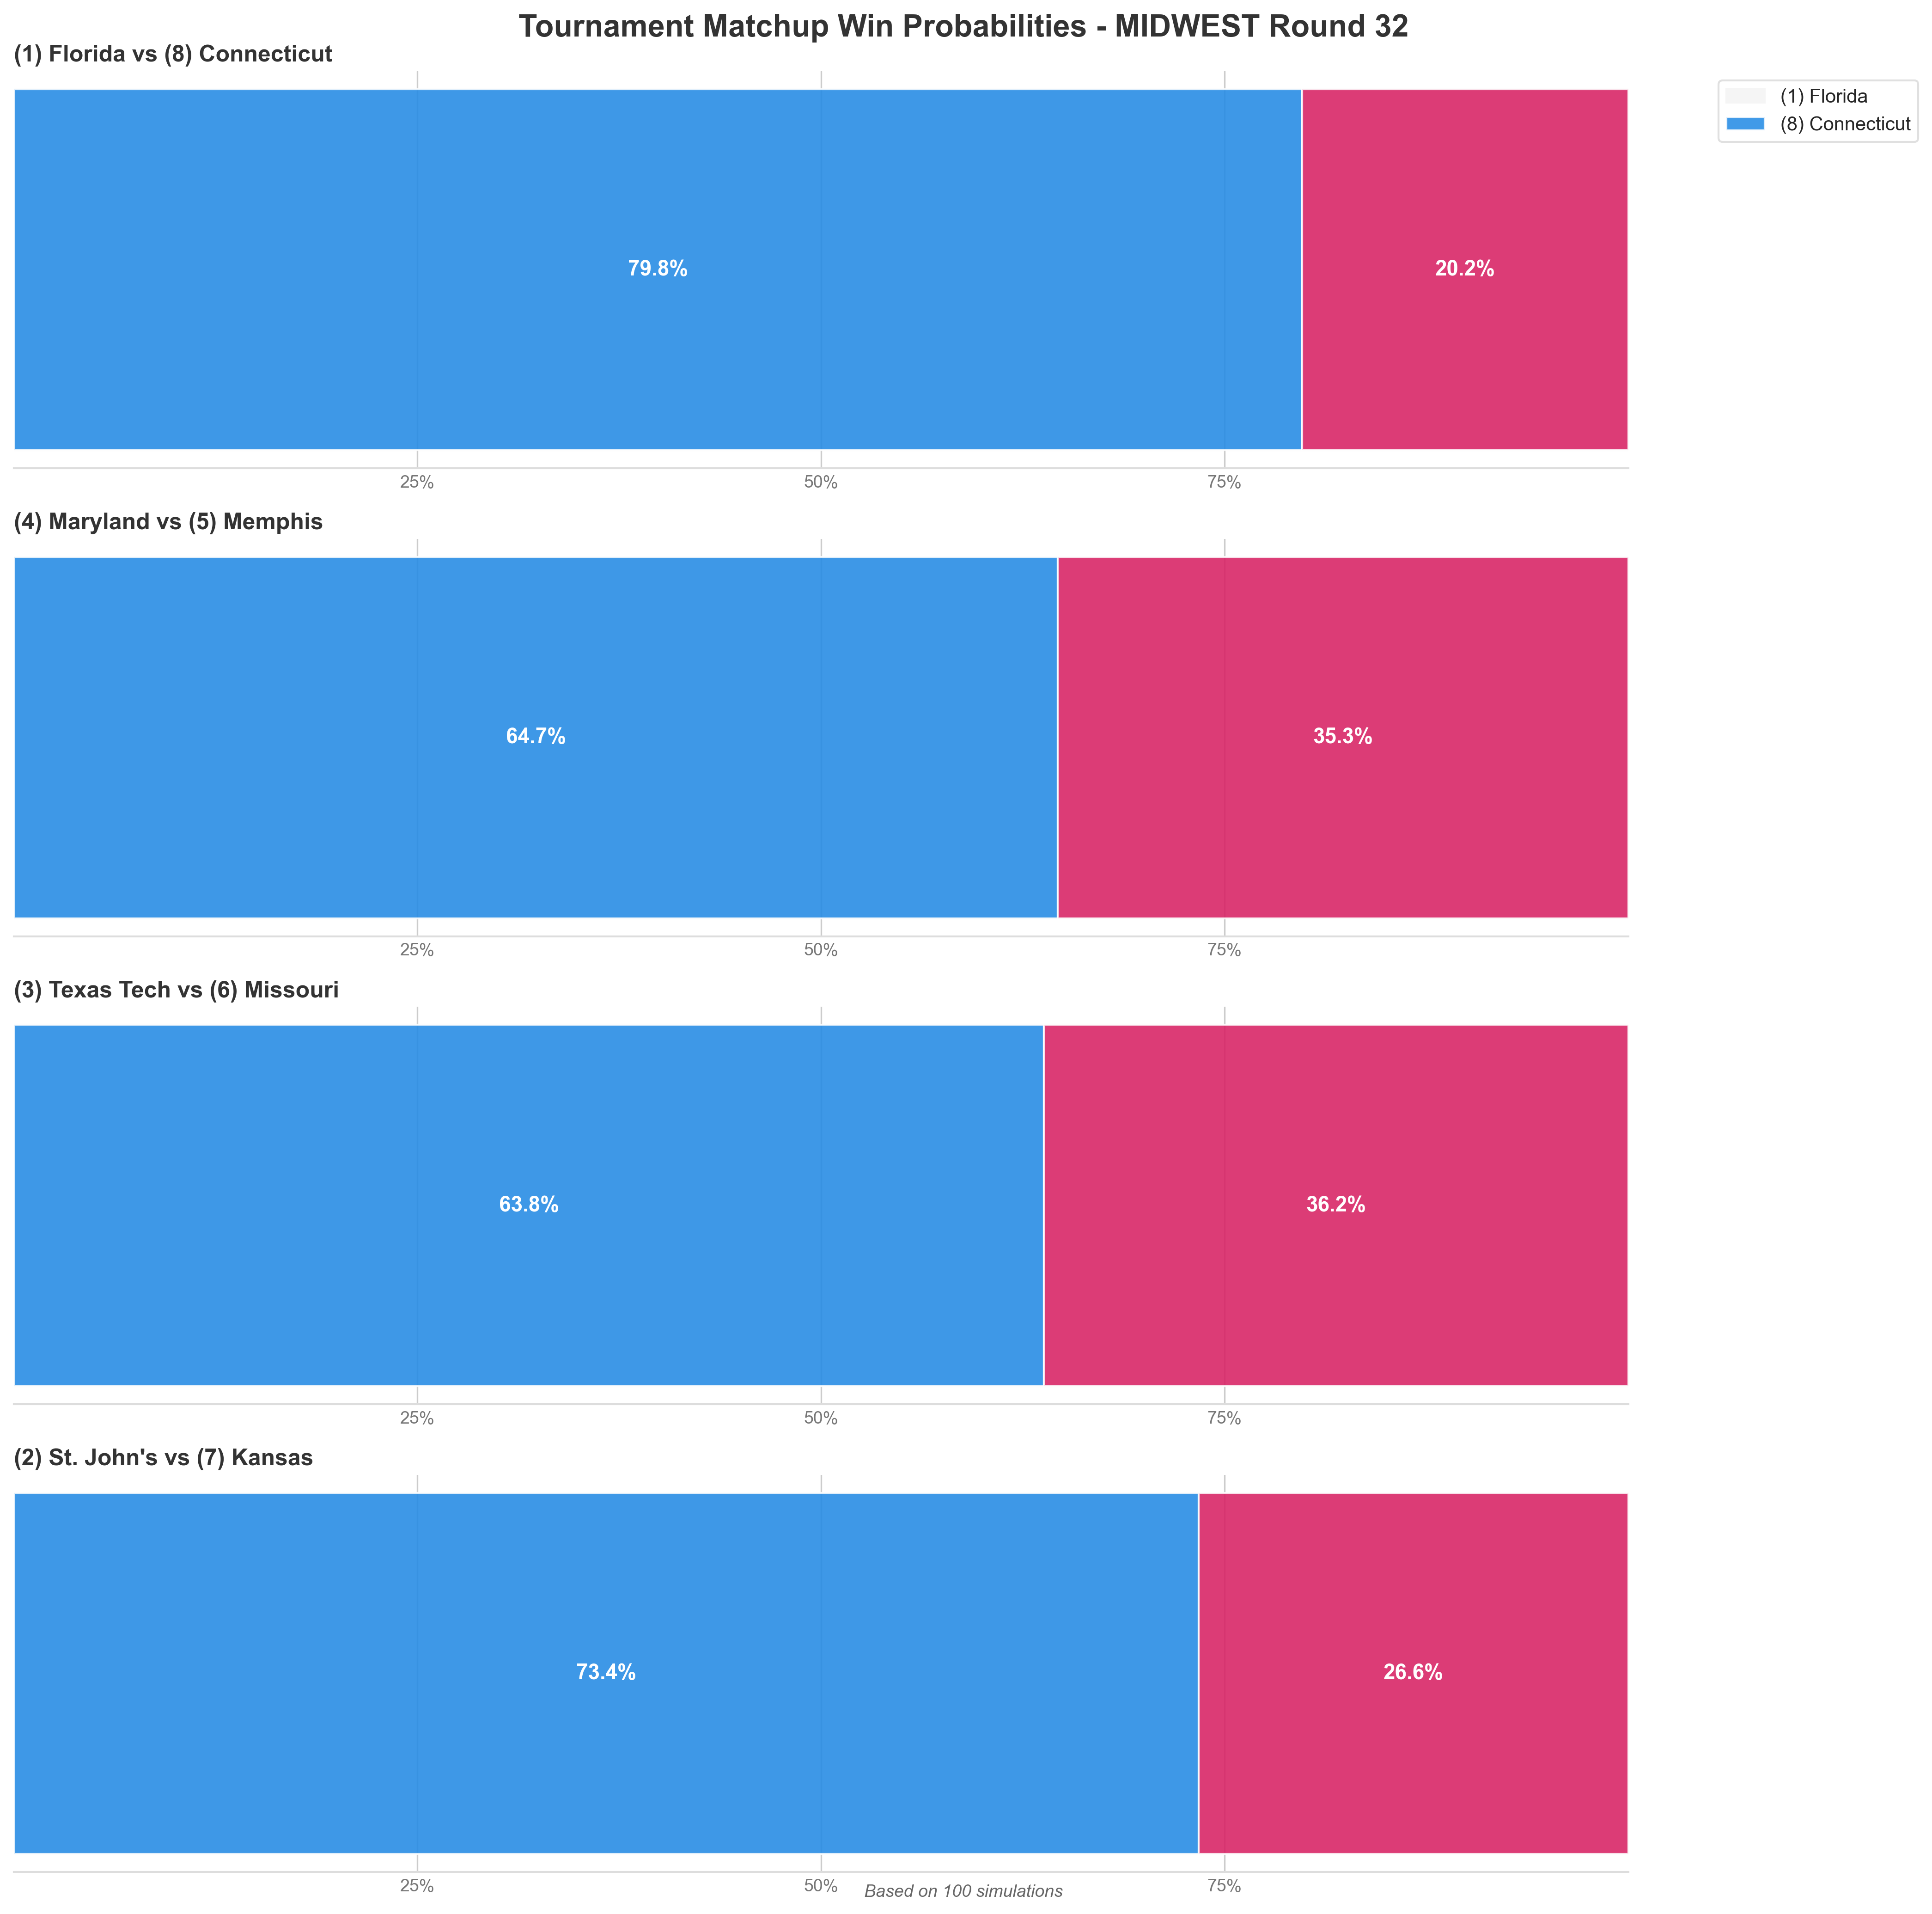 Tournament Matchup Win Probabilities - MIDWEST Round 32
(1) Florida vs (8) Connecticut
(1) Florida
(8) Connecticut
79.8%
20.2%
25%
50%
75%
(4) Maryland vs (5) Memphis
64.7%
35.3%
25%
50%
75%
(3) Texas Tech vs (6) Missouri
63.8%
36.2%
25%
50%
75%
(2) St. John's vs (7) Kansas
73.4%
26.6%
25%
50%
75%
Based on 100 simulations